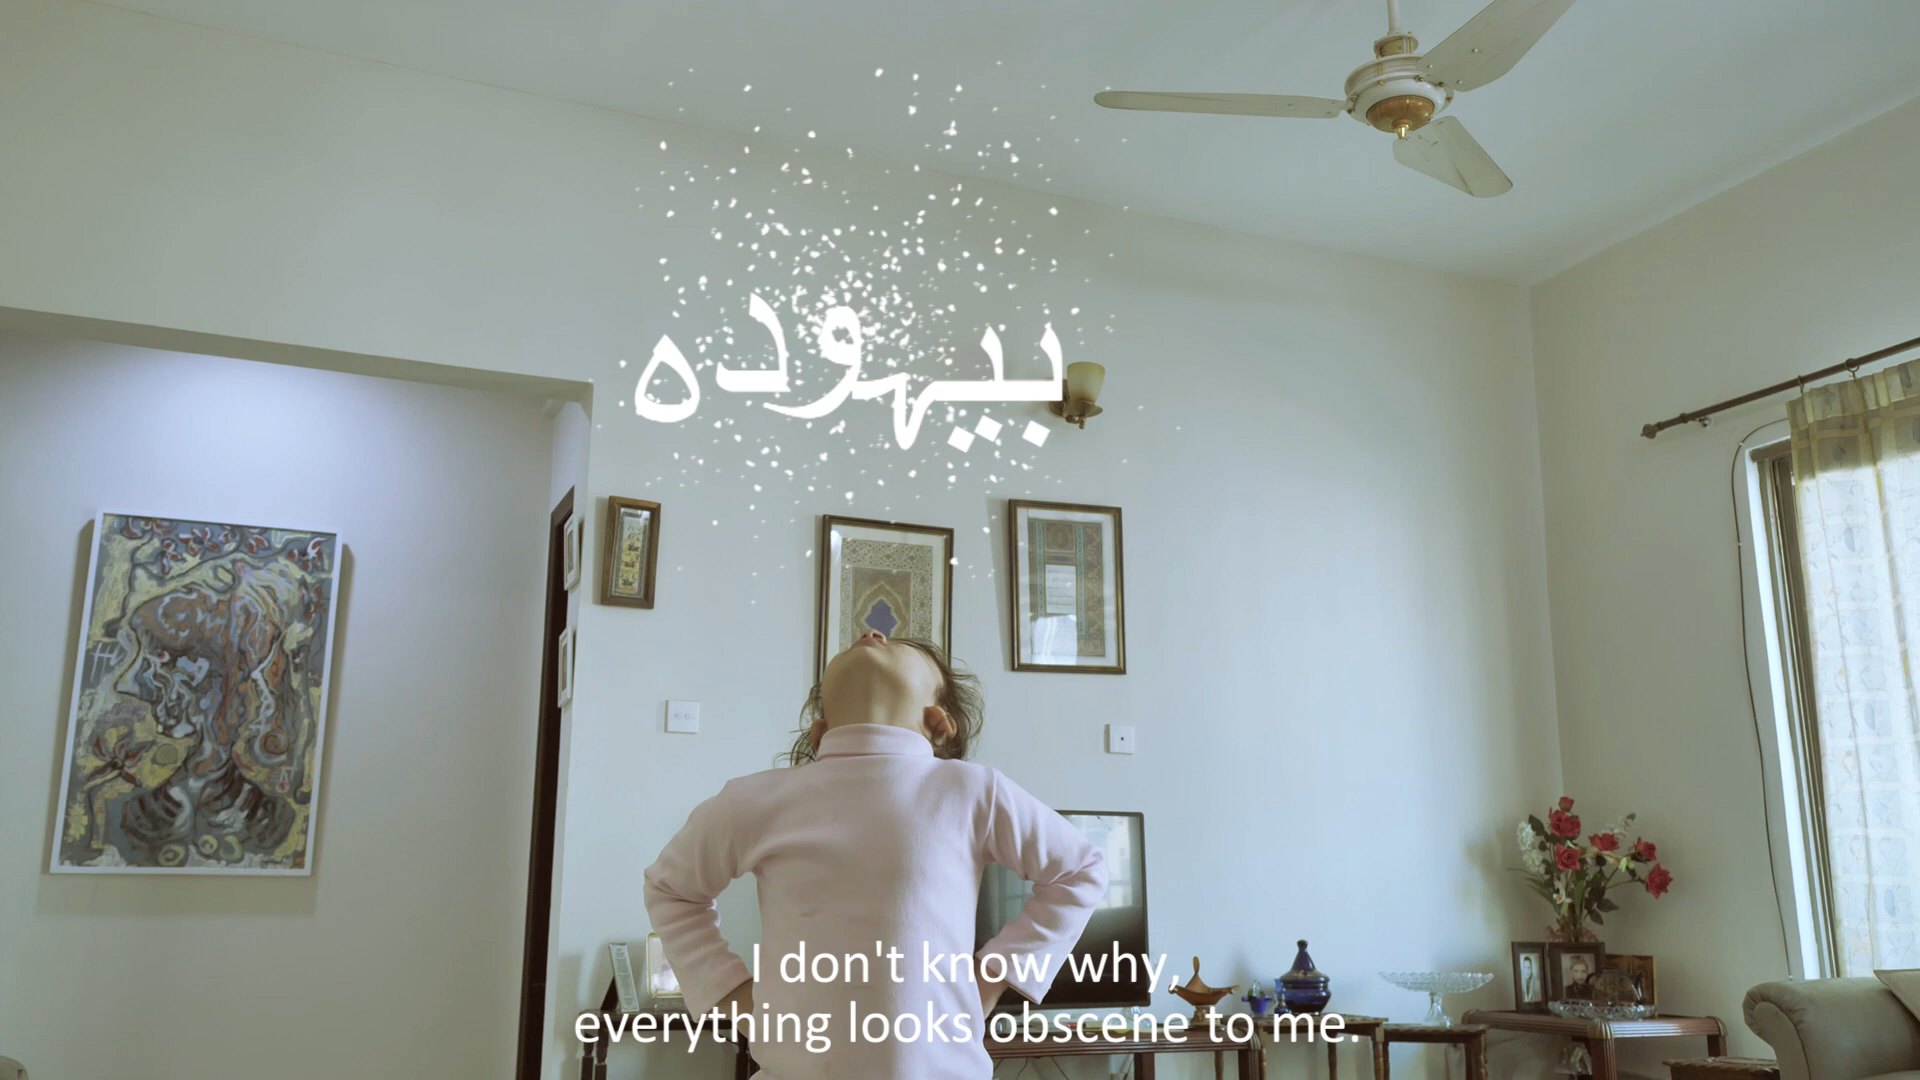 بیہودہ
I don't know why,
everything looks obscene to me.